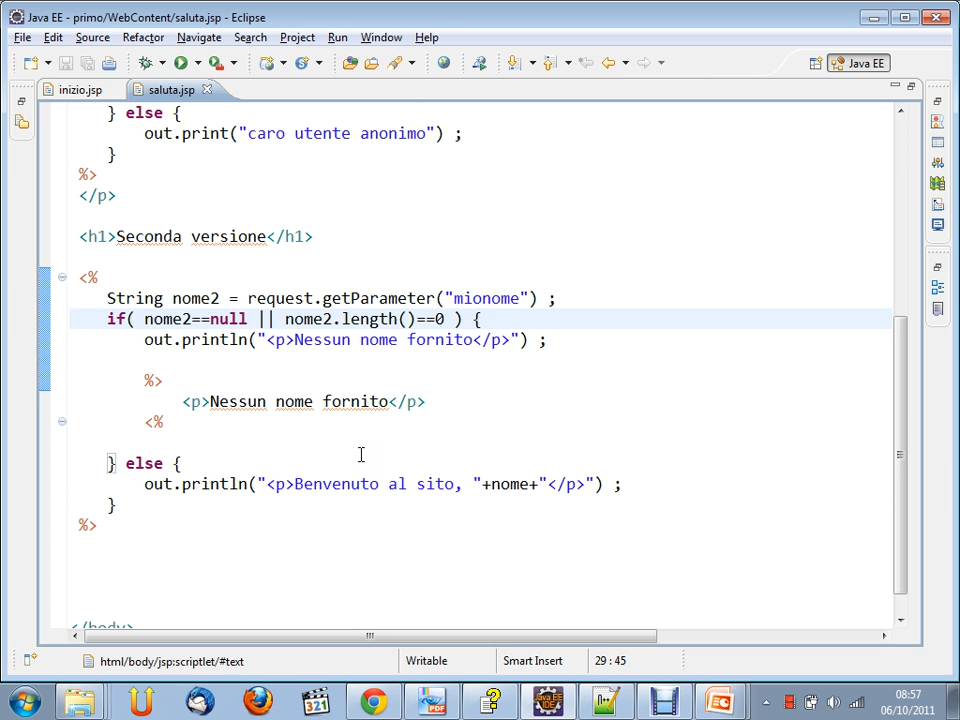 Java EE - primo/WebContent/saluta.jsp - Eclipse
File Edit Source Refactor Navigate Search Project Run Window Help
Java EE
inizio.jsp saluta.jsp
} else {
out.print("caro utente anonimo") ;
}
%>
</p>
<h1>Seconda versione</h1>
<%
String nome2 = request.getParameter("mionome") ;
if( nome2==null || nome2.length()==0 ) {
out.println("<p>Nessun nome fornito</p>") ;
%>
<p>Nessun nome fornito</p>
<%
} else {
out.println("<p>Benvenuto al sito, "+nome+"</p>") ;
}
%>
</body>
html/body/jsp:scriptlet/#text Writable Smart Insert 29 : 45
08:57
06/10/2011